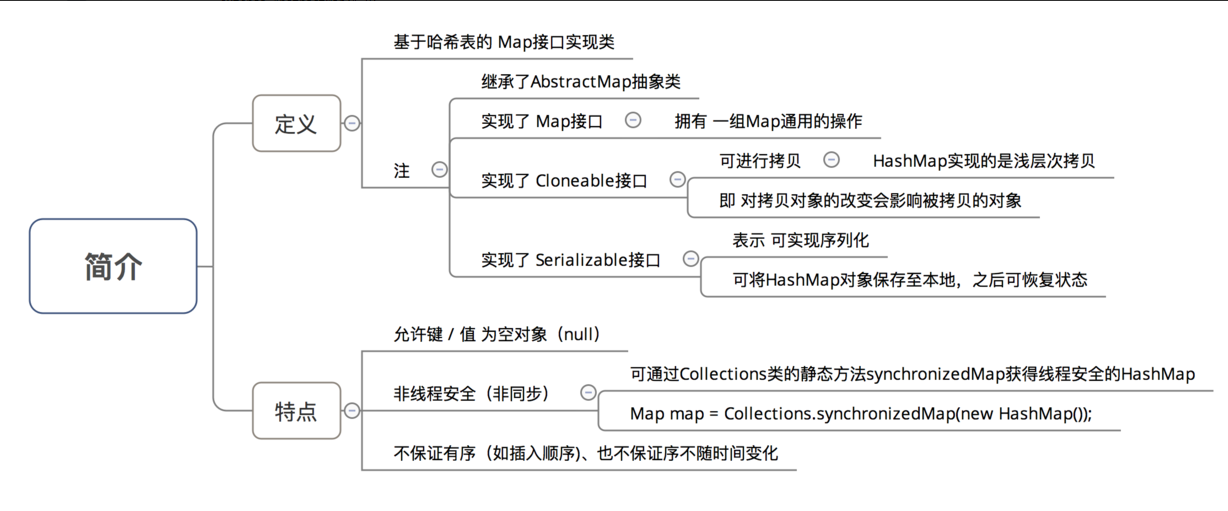 简介
定义
基于哈希表的 Map接口实现类
注
继承了AbstractMap抽象类
实现了 Map接口
拥有 一组Map通用的操作
实现了 Cloneable接口
可进行拷贝
HashMap实现的是浅层次拷贝
即 对拷贝对象的改变会影响被拷贝的对象
实现了 Serializable接口
表示 可实现序列化
可将HashMap对象保存至本地，之后可恢复状态
特点
允许键 / 值 为空对象（null）
非线程安全（非同步）
可通过Collections类的静态方法synchronizedMap获得线程安全的HashMap
Map map = Collections.synchronizedMap(new HashMap());
不保证有序（如插入顺序）、也不保证序不随时间变化